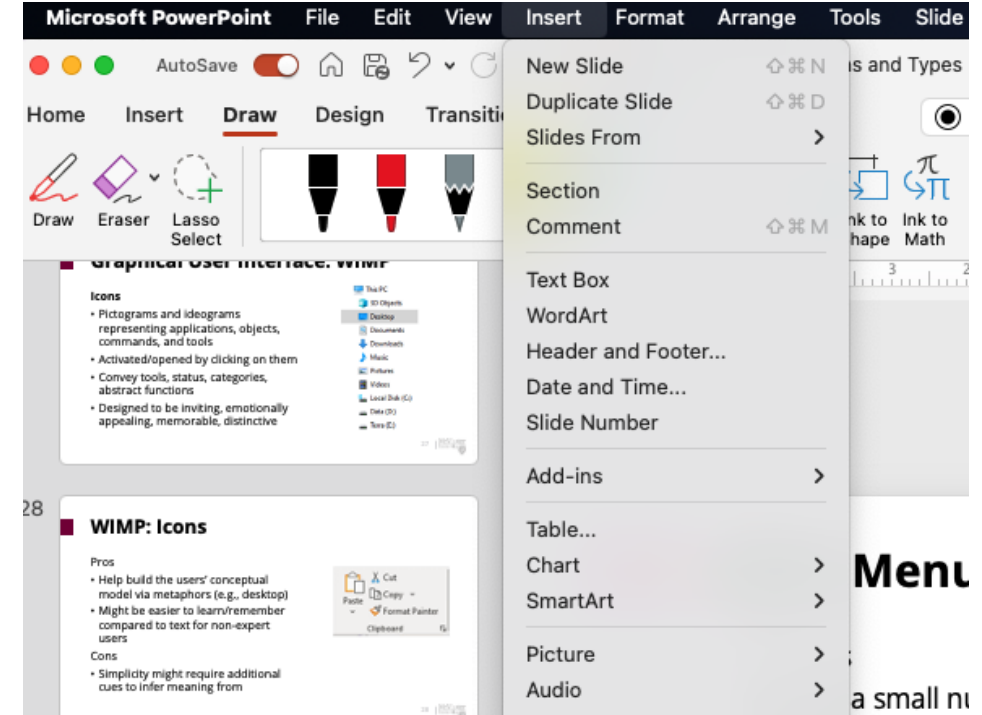 Microsoft PowerPoint File Edit View Insert Format Arrange Tools Slide
AutoSave
s and Types
Home Insert Draw Design Transiti
Draw Eraser Lasso Select
nk to hape Ink to Math
New Slide ⇧⌘N
Duplicate Slide ⇧⌘D
Slides From
Section
Comment ⇧⌘M
Text Box
WordArt
Header and Footer...
Date and Time...
Slide Number
Add-ins
Table...
Chart
SmartArt
Picture
Audio
3 2
Graphical User Interface: WIMP
Icons
• Pictograms and ideograms
representing applications, objects,
commands, and tools
• Activated/opened by clicking on them
• Convey tools, status, categories,
abstract functions
• Designed to be inviting, emotionally
appealing, memorable, distinctive
This PC
3D Objects
Desktop
Documents
Downloads
Music
Pictures
Videos
Local Disk (C:)
Data (D:)
28
WIMP: Icons
Pros
• Help build the users' conceptual
model via metaphors (e.g., desktop)
• Might be easier to learn/remember
compared to text for non-expert
users
Cons
• Simplicity might require additional
cues to infer meaning from
Paste
Cut
Copy
Format Painter
Clipboard
Menu
s
a small nu